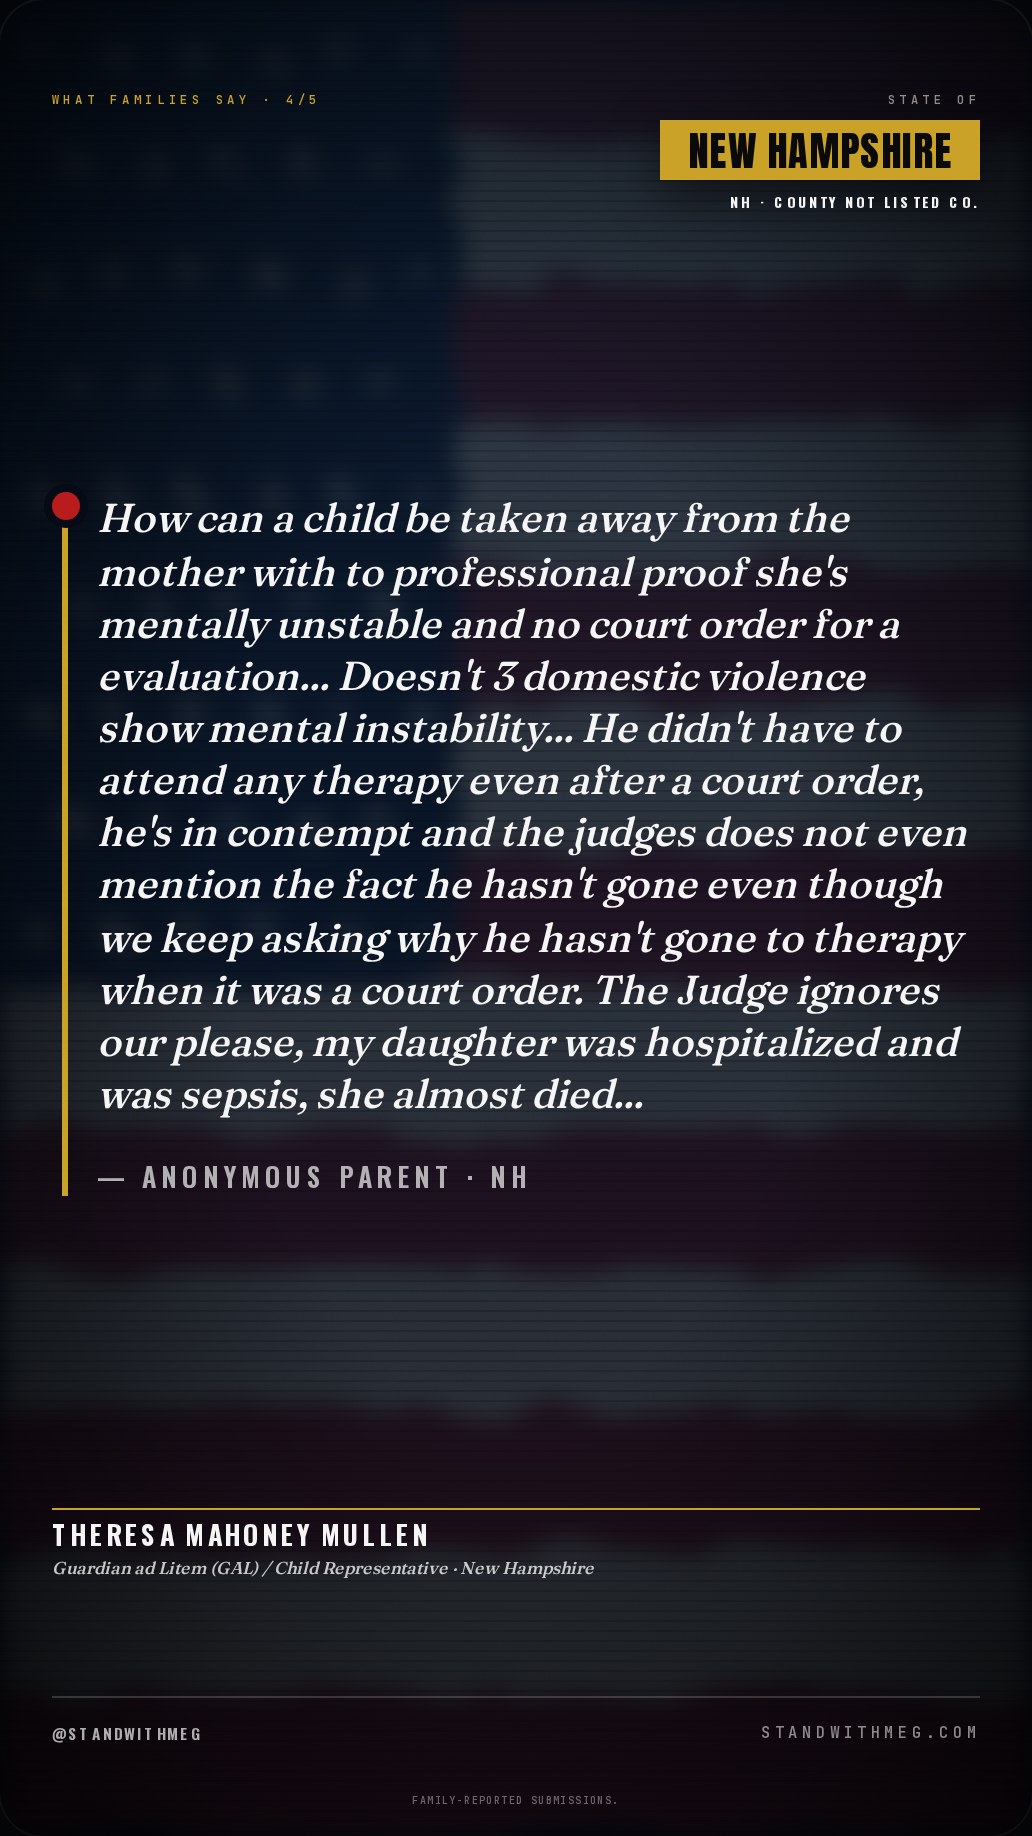 WHAT FAMILIES SAY · 4/5
STATE OF
NEW HAMPSHIRE
NH · COUNTY NOT LISTED CO.
How can a child be taken away from the
mother with to professional proof she's
mentally unstable and no court order for a
evaluation... Doesn't 3 domestic violence
show mental instability... He didn't have to
attend any therapy even after a court order,
he's in contempt and the judges does not even
mention the fact he hasn't gone even though
we keep asking why he hasn't gone to therapy
when it was a court order. The Judge ignores
our please, my daughter was hospitalized and
was sepsis, she almost died...
— ANONYMOUS PARENT · NH
THERESA MAHONEY MULLEN
Guardian ad Litem (GAL) / Child Representative · New Hampshire
@STANDWITHMEG
STANDWITHMEG.COM
FAMILY-REPORTED SUBMISSIONS.